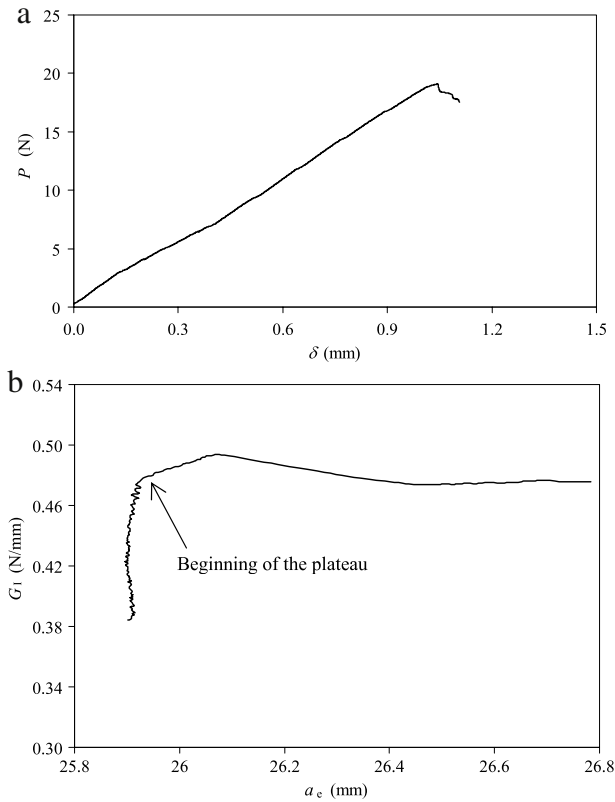 a
25
20
15
10
5
0
P (N)
0.0 0.3 0.6 0.9 1.2 1.5
δ (mm)
b
0.54
0.50
0.46
0.42
0.38
0.34
0.30
G I (N/mm)
Beginning of the plateau
25.8 26 26.2 26.4 26.6 26.8
a e (mm)